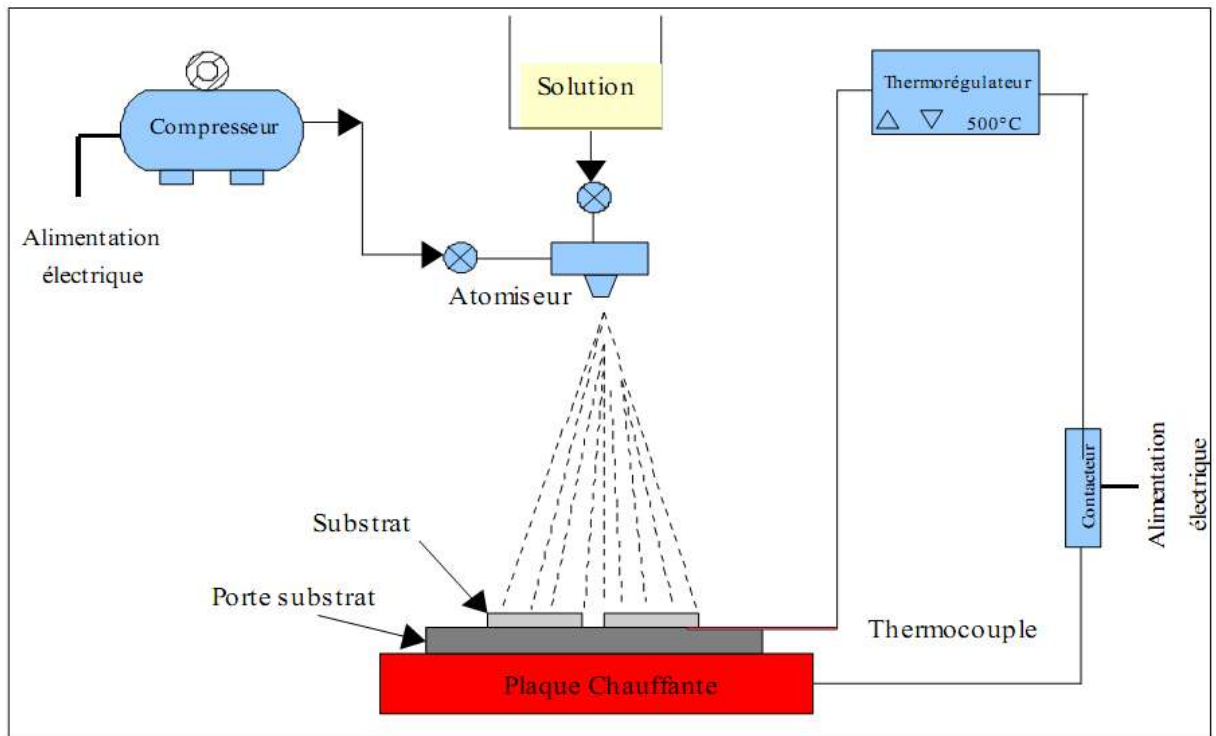 Solution
Thermorégulateur
500°C
Compresseur
Alimentation
électrique
Atomiseur
Contacteur
Alimentation
électrique
Substrat
Porte substrat
Thermocouple
Plaque Chauffante